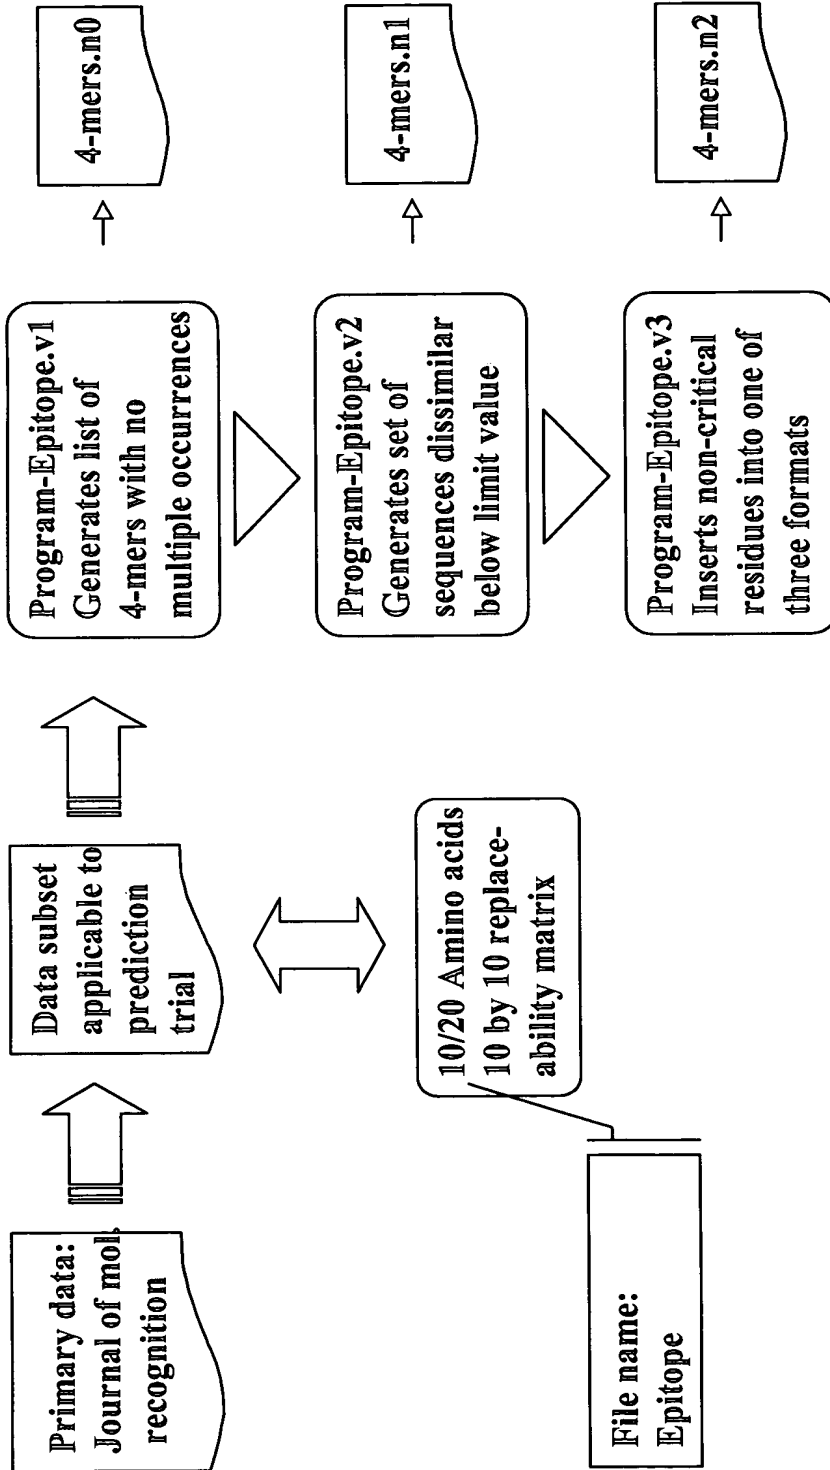 Primary data:
Journal of mol.
recognition
Data subset
applicable to
prediction
trial
Program-Epitope.v1
Generates list of
4-mers with no
multiple occurrences
4-mers.n0
10/20 Amino acids
10 by 10 replace-
ability matrix
Program-Epitope.v2
Generates set of
sequences dissimilar
below limit value
4-mers.n1
File name:
Epitope
Program-Epitope.v3
Inserts non-critical
residues into one of
three formats
4-mers.n2